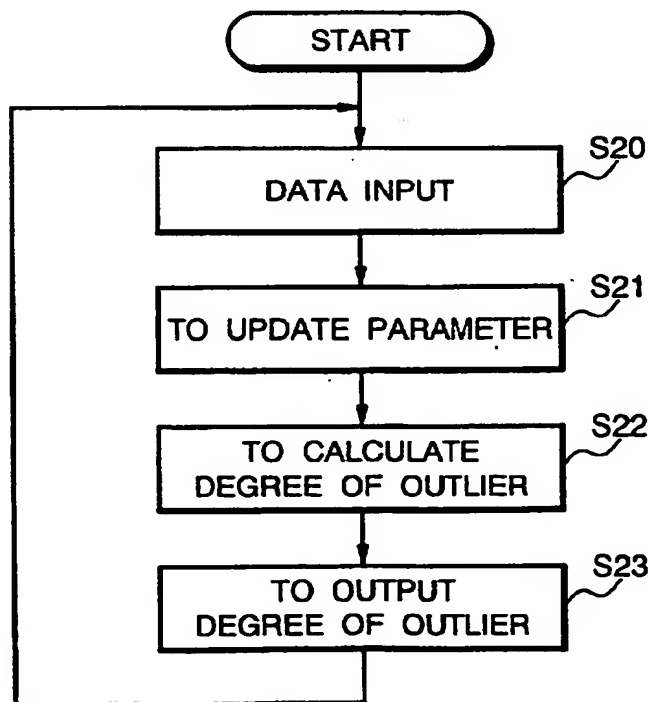 START
S20
DATA INPUT
S21
TO UPDATE PARAMETER
S22
TO CALCULATE
DEGREE OF OUTLIER
S23
TO OUTPUT
DEGREE OF OUTLIER